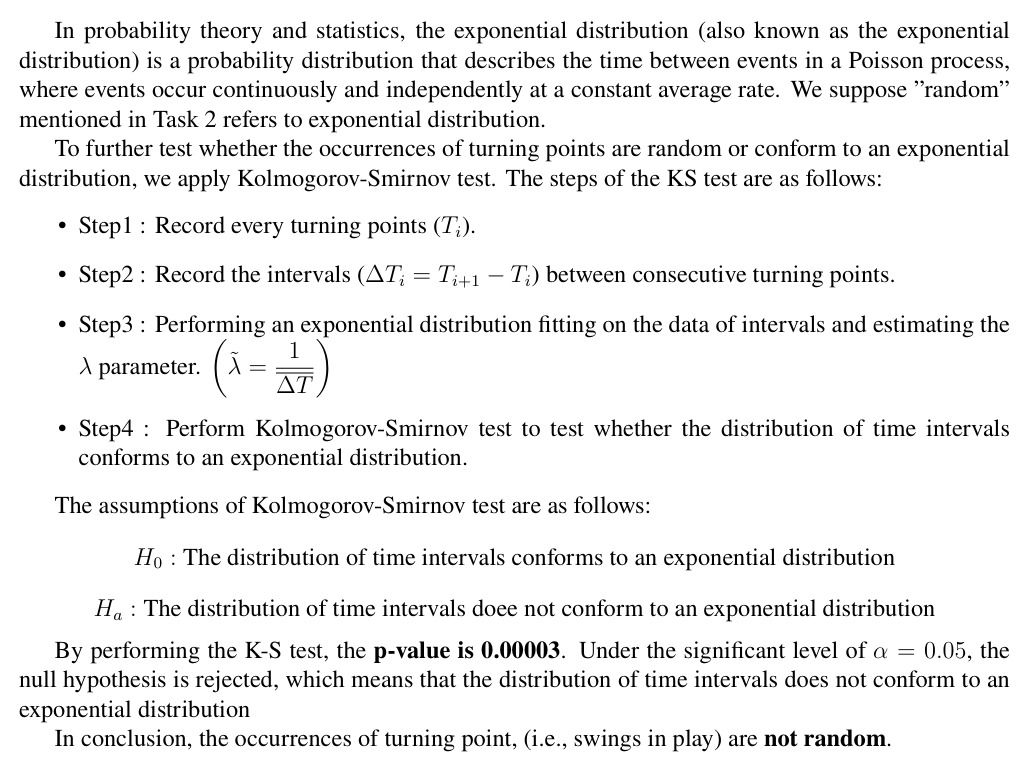 In probability theory and statistics, the exponential distribution (also known as the exponential
distribution) is a probability distribution that describes the time between events in a Poisson process,
where events occur continuously and independently at a constant average rate. We suppose ”random”
mentioned in Task 2 refers to exponential distribution.
To further test whether the occurrences of turning points are random or conform to an exponential
distribution, we apply Kolmogorov-Smirnov test. The steps of the KS test are as follows:
• Step1 : Record every turning points (T_i).
• Step2 : Record the intervals (ΔT_i = T_{i+1} − T_i) between consecutive turning points.
• Step3 : Performing an exponential distribution fitting on the data of intervals and estimating the
λ parameter. (λ̃ = 1 / \overline{\overline{ΔT}})
• Step4 : Perform Kolmogorov-Smirnov test to test whether the distribution of time intervals
conforms to an exponential distribution.
The assumptions of Kolmogorov-Smirnov test are as follows:
H_0 : The distribution of time intervals conforms to an exponential distribution
H_a : The distribution of time intervals doee not conform to an exponential distribution
By performing the K-S test, the p-value is 0.00003. Under the significant level of α = 0.05, the
null hypothesis is rejected, which means that the distribution of time intervals does not conform to an
exponential distribution
In conclusion, the occurrences of turning point, (i.e., swings in play) are not random.